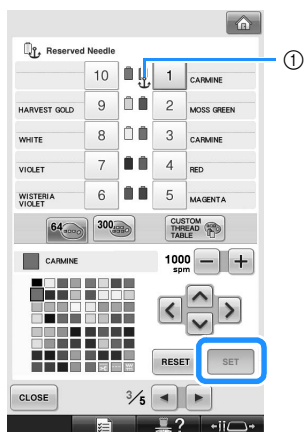 Reserved Needle
①
10 1 CARMINE
HARVEST GOLD 9 2 MOSS GREEN
WHITE 8 3 CARMINE
VIOLET 7 4 RED
WISTERIA VIOLET 6 5 MAGENTA
64 300 CUSTOM THREAD TABLE
CARMINE 1000 spm − +
RESET SET
CLOSE 3/5
?